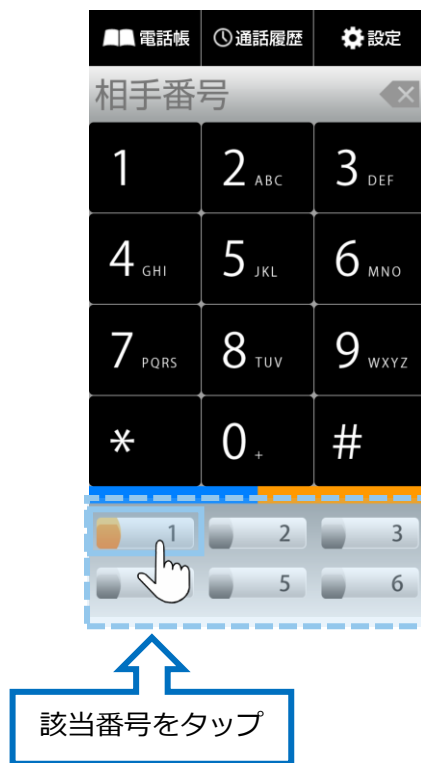 電話帳 通話履歴 設定
相手番号
1 2 ABC 3 DEF
4 GHI 5 JKL 6 MNO
7 PQRS 8 TUV 9 WXYZ
* 0 + #
1 2 3
5 6
該当番号をタップ